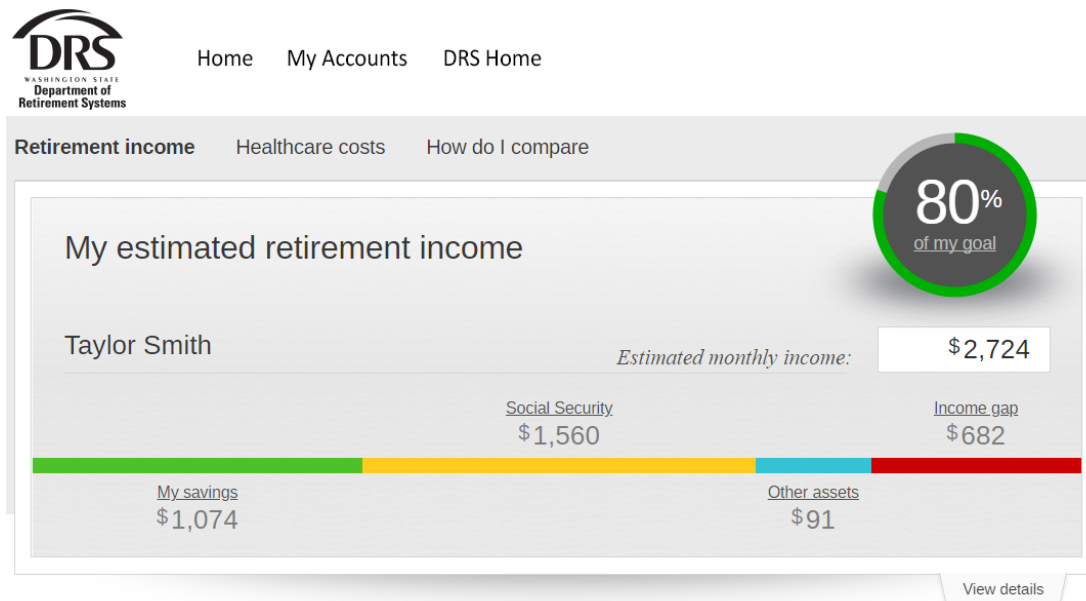 DRS
WASHINGTON STATE
Department of
Retirement Systems
Home My Accounts DRS Home
Retirement income Healthcare costs How do I compare
80%
of my goal
My estimated retirement income
Taylor Smith
Estimated monthly income: $2,724
Social Security
$1,560
Income gap
$682
My savings
$1,074
Other assets
$91
View details